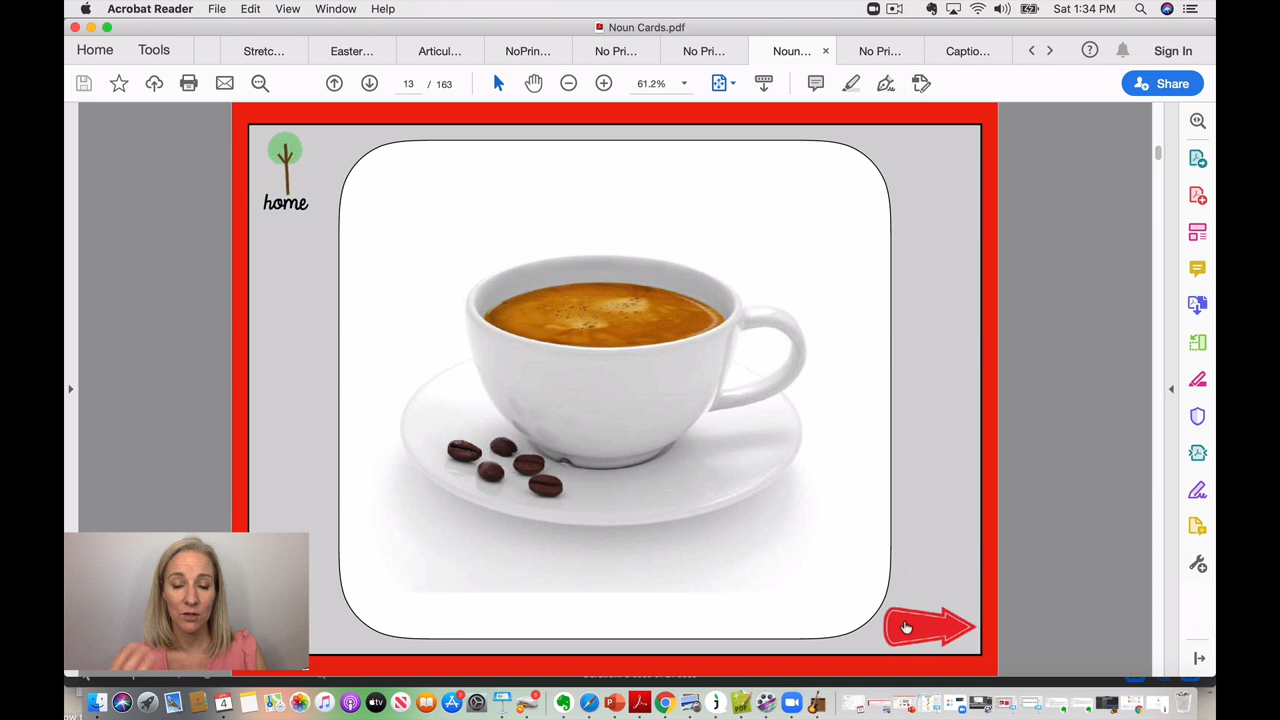 Acrobat Reader File Edit View Window Help Sat 1:34 PM
Noun Cards.pdf
Home Tools Stretc... Easter... Articul... NoPrin... No Pri... No Pri... Noun... × No Pri... Captio... Sign In
13 / 163 61.2% Share
home
4